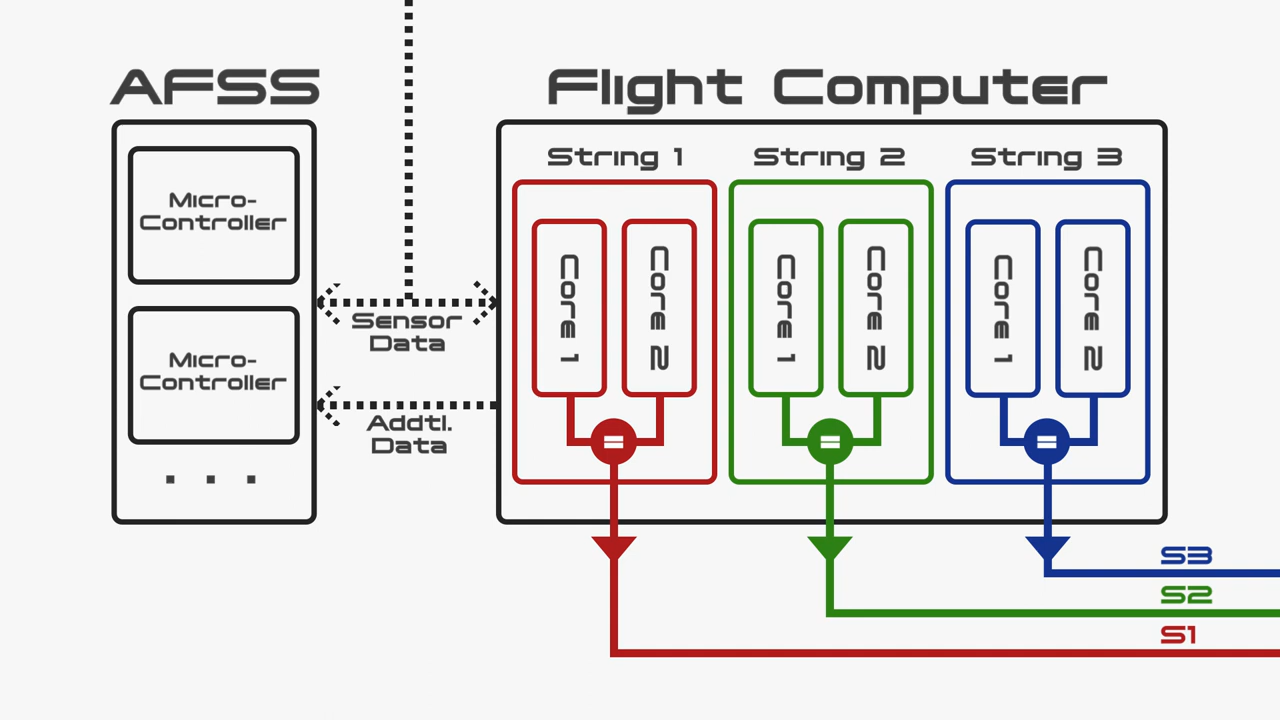 AFSS
Micro-
Controller
Micro-
Controller
. . .
Sensor
Data
Addtl.
Data
Flight Computer
String 1
Core 1
Core 2
=
String 2
Core 1
Core 2
=
String 3
Core 1
Core 2
=
S3
S2
S1